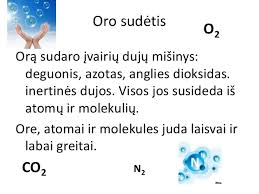 Oro sudėtis
O2
Orą sudaro įvairių dujų mišinys:
deguonis, azotas, anglies dioksidas.
inertinės dujos. Visos jos susideda iš
atomų ir molekulių.
Ore, atomai ir molekules juda laisvai ir
labai greitai.
CO2
N2